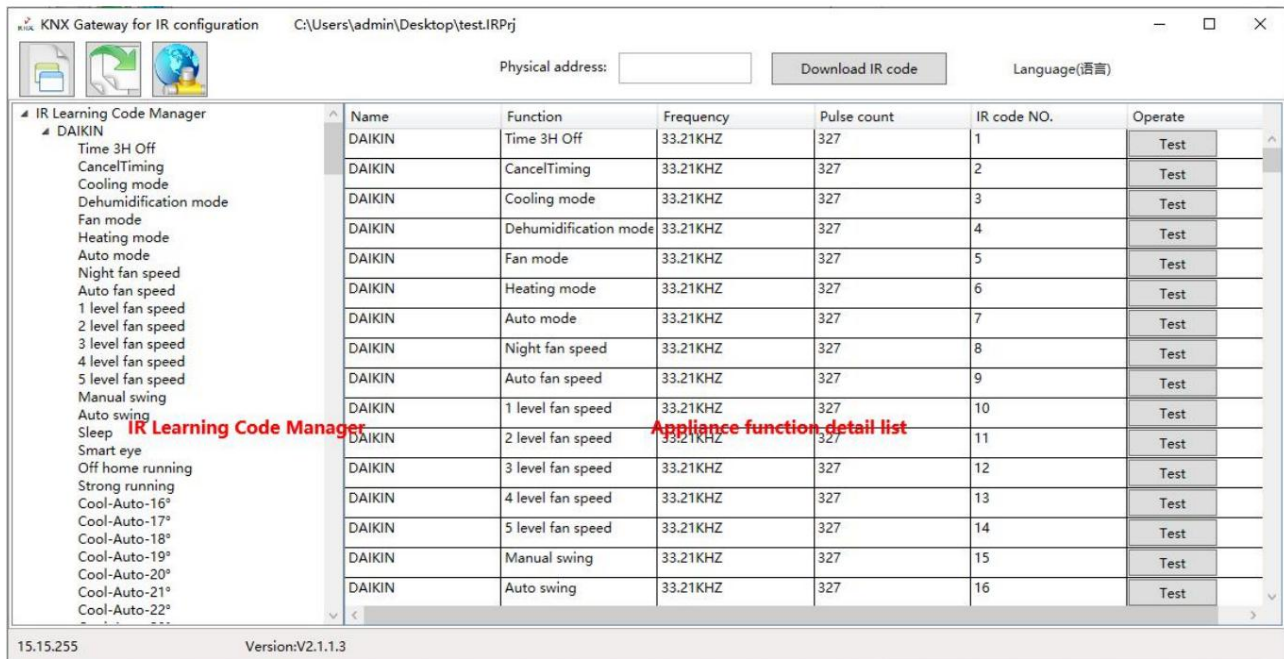 KNX KNX Gateway for IR configuration C:\Users\admin\Desktop\test.IRPrj
Physical address: Download IR code Language(语言)
IR Learning Code Manager
DAIKIN
Time 3H Off
CancelTiming
Cooling mode
Dehumidification mode
Fan mode
Heating mode
Auto mode
Night fan speed
Auto fan speed
1 level fan speed
2 level fan speed
3 level fan speed
4 level fan speed
5 level fan speed
Manual swing
Auto swing
Sleep
Smart eye
Off home running
Strong running
Cool-Auto-16°
Cool-Auto-17°
Cool-Auto-18°
Cool-Auto-19°
Cool-Auto-20°
Cool-Auto-21°
Cool-Auto-22°
IR Learning Code Manager
Name Function Frequency Pulse count IR code NO. Operate
DAIKIN Time 3H Off 33.21KHZ 327 1 Test
DAIKIN CancelTiming 33.21KHZ 327 2 Test
DAIKIN Cooling mode 33.21KHZ 327 3 Test
DAIKIN Dehumidification mode 33.21KHZ 327 4 Test
DAIKIN Fan mode 33.21KHZ 327 5 Test
DAIKIN Heating mode 33.21KHZ 327 6 Test
DAIKIN Auto mode 33.21KHZ 327 7 Test
DAIKIN Night fan speed 33.21KHZ 327 8 Test
DAIKIN Auto fan speed 33.21KHZ 327 9 Test
DAIKIN 1 level fan speed 33.21KHZ 327 10 Test
Appliance function detail list
DAIKIN 2 level fan speed 33.21KHZ 327 11 Test
DAIKIN 3 level fan speed 33.21KHZ 327 12 Test
DAIKIN 4 level fan speed 33.21KHZ 327 13 Test
DAIKIN 5 level fan speed 33.21KHZ 327 14 Test
DAIKIN Manual swing 33.21KHZ 327 15 Test
DAIKIN Auto swing 33.21KHZ 327 16 Test
15.15.255 Version:V2.1.1.3